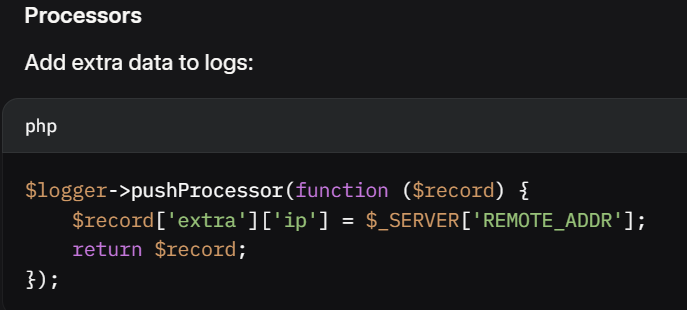 Processors
Add extra data to logs:
php
$logger->pushProcessor(function ($record) {
    $record['extra']['ip'] = $_SERVER['REMOTE_ADDR'];
    return $record;
});